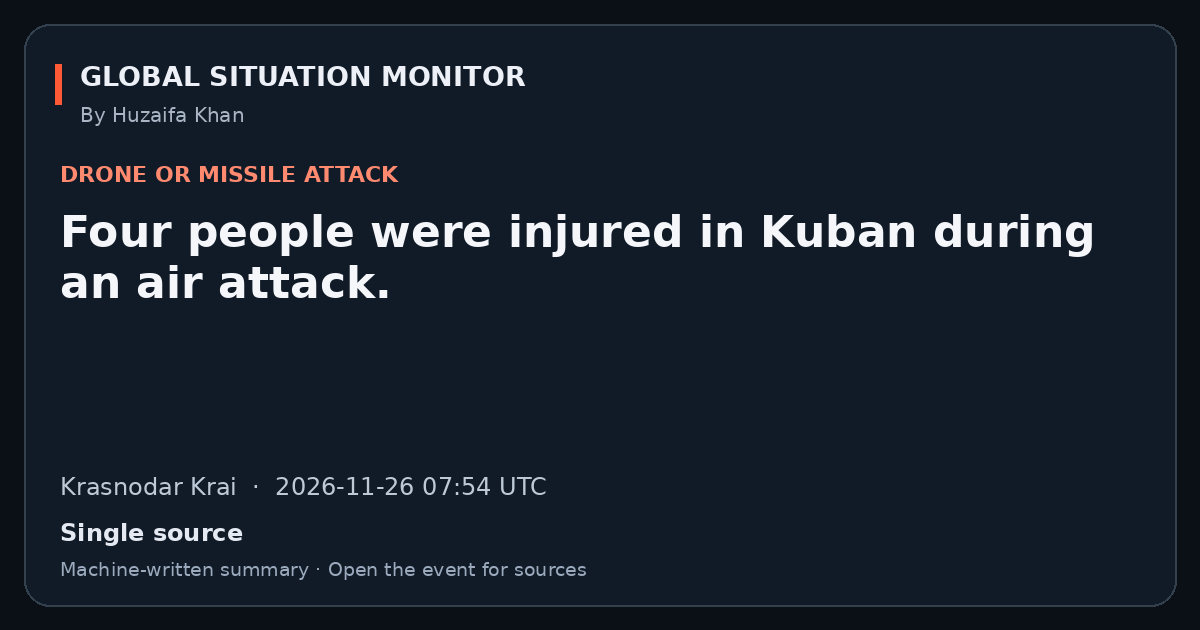 GLOBAL SITUATION MONITOR
By Huzaifa Khan
DRONE OR MISSILE ATTACK
Four people were injured in Kuban during
an air attack.
Krasnodar Krai · 2026-11-26 07:54 UTC
Single source
Machine-written summary · Open the event for sources